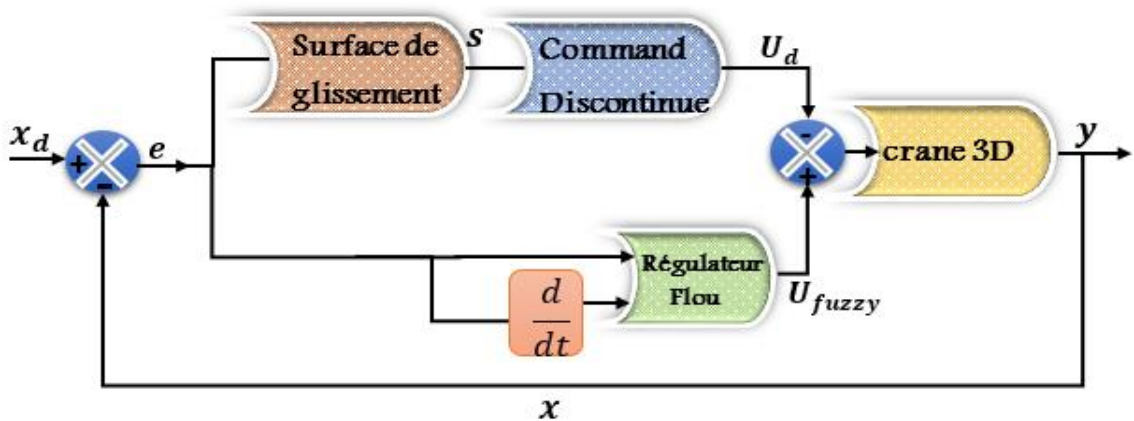 Surface de
glissement
s
Command
Discontinue
U_d
x_d
+
-
e
-
+
crane 3D
y
Régulateur
Flou
d
dt
U_fuzzy
x